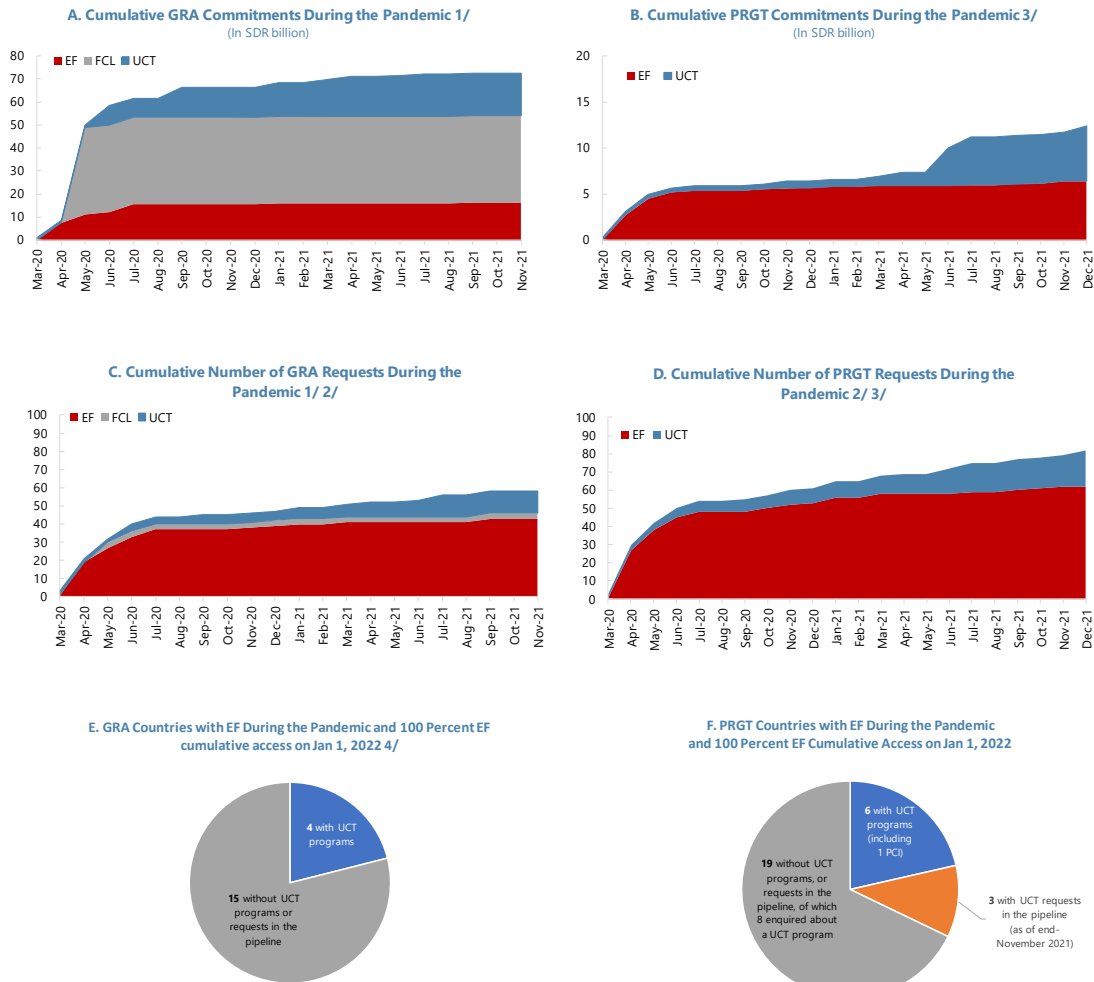 A. Cumulative GRA Commitments During the Pandemic 1/
(In SDR billion)
EF FCL UCT
80
70
60
50
40
30
20
10
0
Mar-20
Apr-20
May-20
Jun-20
Jul-20
Aug-20
Sep-20
Oct-20
Nov-20
Dec-20
Jan-21
Feb-21
Mar-21
Apr-21
May-21
Jun-21
Jul-21
Aug-21
Sep-21
Oct-21
Nov-21
B. Cumulative PRGT Commitments During the Pandemic 3/
(In SDR billion)
EF UCT
20
15
10
5
0
Mar-20
Apr-20
May-20
Jun-20
Jul-20
Aug-20
Sep-20
Oct-20
Nov-20
Dec-20
Jan-21
Feb-21
Mar-21
Apr-21
May-21
Jun-21
Jul-21
Aug-21
Sep-21
Oct-21
Nov-21
Dec-21
C. Cumulative Number of GRA Requests During the
Pandemic 1/ 2/
EF FCL UCT
100
90
80
70
60
50
40
30
20
10
0
Mar-20
Apr-20
May-20
Jun-20
Jul-20
Aug-20
Sep-20
Oct-20
Nov-20
Dec-20
Jan-21
Feb-21
Mar-21
Apr-21
May-21
Jun-21
Jul-21
Aug-21
Sep-21
Oct-21
Nov-21
D. Cumulative Number of PRGT Requests During the
Pandemic 2/ 3/
EF UCT
100
90
80
70
60
50
40
30
20
10
0
Mar-20
Apr-20
May-20
Jun-20
Jul-20
Aug-20
Sep-20
Oct-20
Nov-20
Dec-20
Jan-21
Feb-21
Mar-21
Apr-21
May-21
Jun-21
Jul-21
Aug-21
Sep-21
Oct-21
Nov-21
Dec-21
E. GRA Countries with EF During the Pandemic and 100 Percent EF
cumulative access on Jan 1, 2022 4/
4 with UCT
programs
15 without UCT
programs or
requests in the
pipeline
F. PRGT Countries with EF During the Pandemic
and 100 Percent EF Cumulative Access on Jan 1, 2022
6 with UCT
programs
(including
1 PCI)
19 without UCT
programs, or
requests in the
pipeline, of which
8 enquired about
a UCT program
3 with UCT requests
in the pipeline
(as of end-
November 2021)